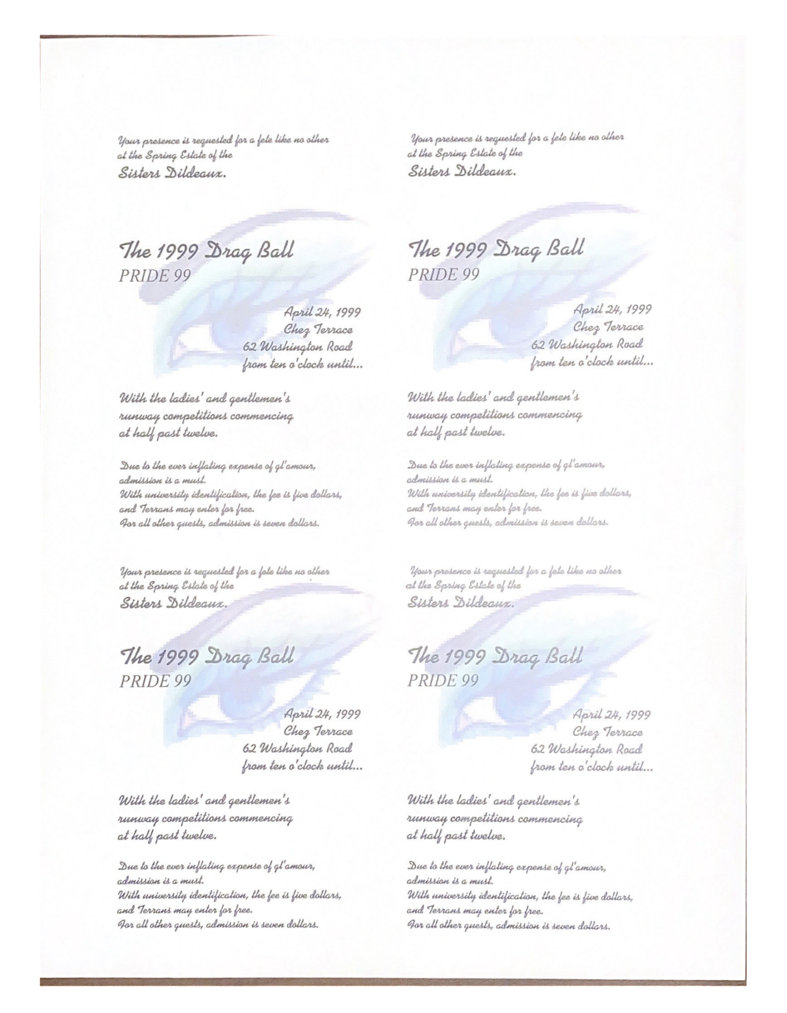 Your presence is requested for a fete like no other
at the Spring Estate of the
Sisters Dildeaux.
The 1999 Drag Ball
PRIDE 99
April 24, 1999
Chez Terrace
62 Washington Road
from ten o'clock until...
With the ladies' and gentlemen's
runway competitions commencing
at half past twelve.
Due to the ever inflating expense of gl'amour,
admission is a must.
With university identification, the fee is five dollars,
and Terrans may enter for free.
For all other guests, admission is seven dollars.
Your presence is requested for a fete like no other
at the Spring Estate of the
Sisters Dildeaux.
The 1999 Drag Ball
PRIDE 99
April 24, 1999
Chez Terrace
62 Washington Road
from ten o'clock until...
With the ladies' and gentlemen's
runway competitions commencing
at half past twelve.
Due to the ever inflating expense of gl'amour,
admission is a must.
With university identification, the fee is five dollars,
and Terrans may enter for free.
For all other guests, admission is seven dollars.
Your presence is requested for a fete like no other
at the Spring Estate of the
Sisters Dildeaux.
The 1999 Drag Ball
PRIDE 99
April 24, 1999
Chez Terrace
62 Washington Road
from ten o'clock until...
With the ladies' and gentlemen's
runway competitions commencing
at half past twelve.
Due to the ever inflating expense of gl'amour,
admission is a must.
With university identification, the fee is five dollars,
and Terrans may enter for free.
For all other guests, admission is seven dollars.
Your presence is requested for a fete like no other
at the Spring Estate of the
Sisters Dildeaux.
The 1999 Drag Ball
PRIDE 99
April 24, 1999
Chez Terrace
62 Washington Road
from ten o'clock until...
With the ladies' and gentlemen's
runway competitions commencing
at half past twelve.
Due to the ever inflating expense of gl'amour,
admission is a must.
With university identification, the fee is five dollars,
and Terrans may enter for free.
For all other guests, admission is seven dollars.